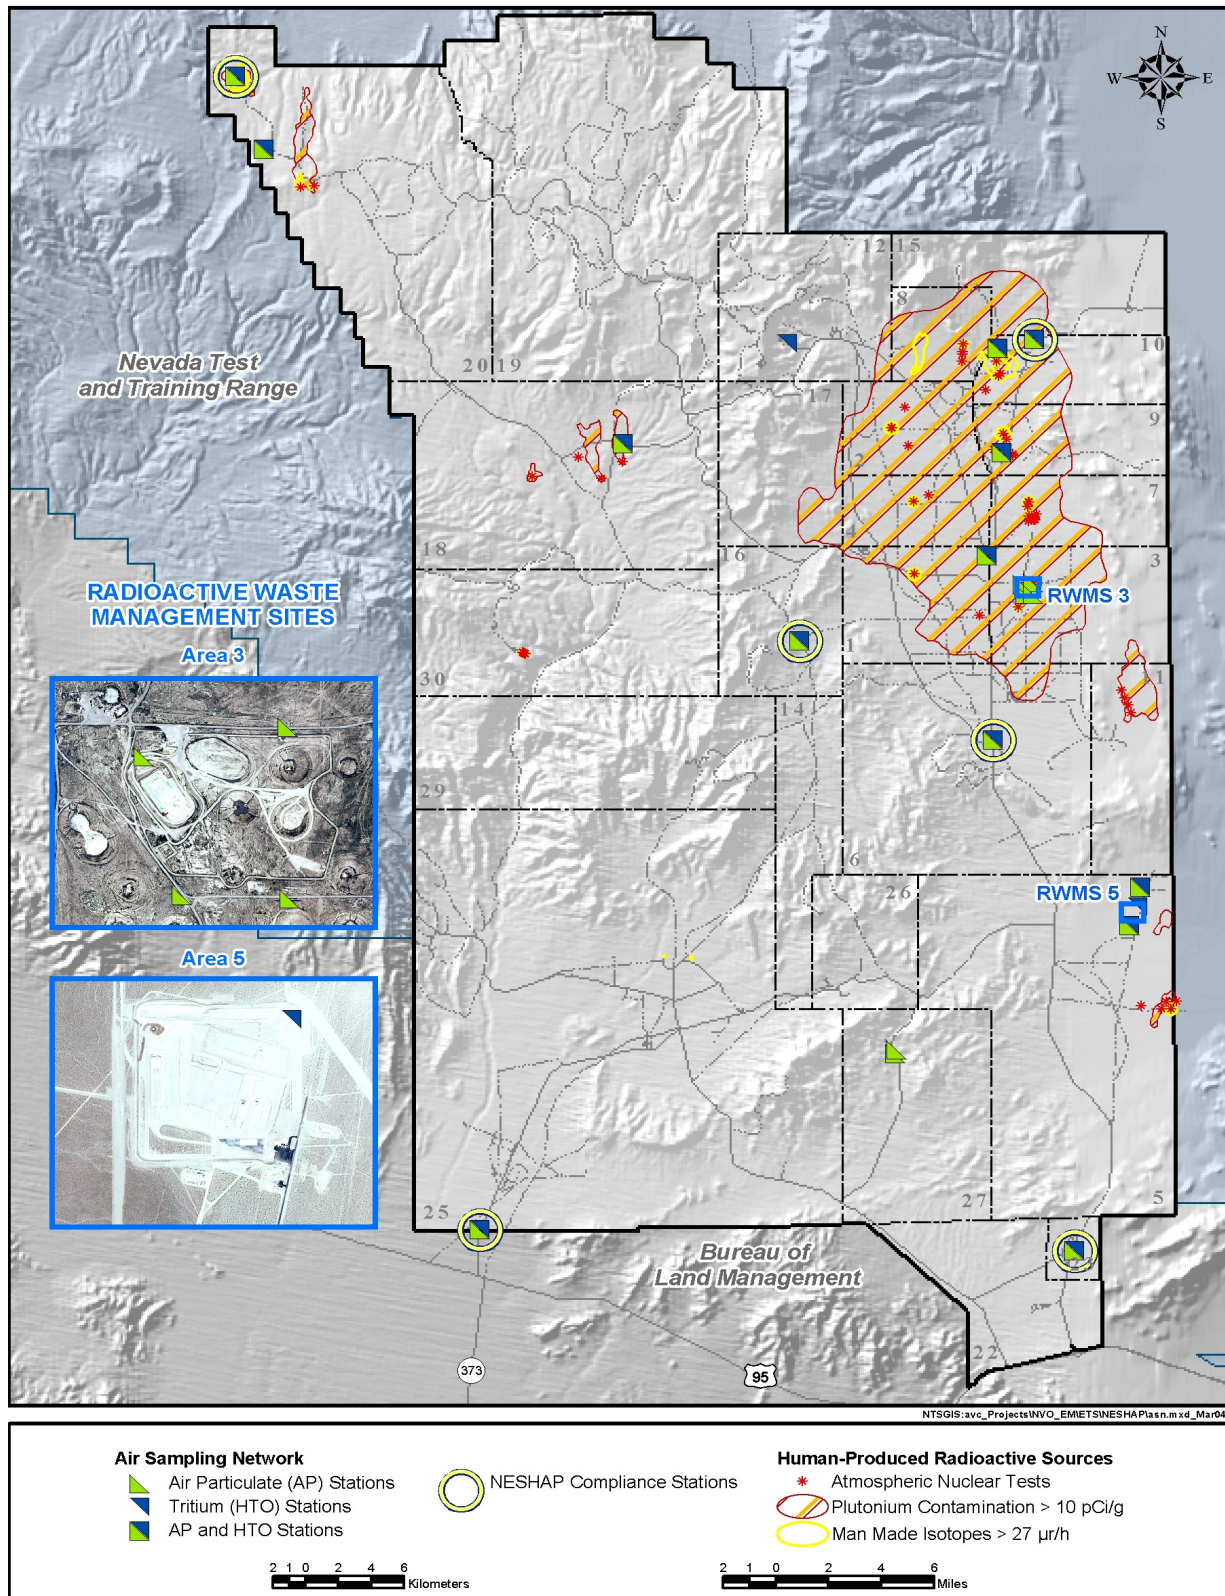 N
W E
S
12 15
8
10
Nevada Test
and Training Range
20 19
17
9
2
7
4
18
16
3
RADIOACTIVE WASTE
MANAGEMENT SITES
RWMS 3
Area 3
1
30
11
14
29
6
26
RWMS 5
Area 5
25
27
5
Bureau of
Land Management
23
22
373
95
NTSGIS:avc_Projects\NVO_EM\ETS\NESHAP\asn.mxd_Mar04
Air Sampling Network
Air Particulate (AP) Stations
Tritium (HTO) Stations
AP and HTO Stations
NESHAP Compliance Stations
Human-Produced Radioactive Sources
Atmospheric Nuclear Tests
Plutonium Contamination > 10 pCi/g
Man Made Isotopes > 27 µr/h
2 1 0 2 4 6
Kilometers
2 1 0 2 4 6
Miles